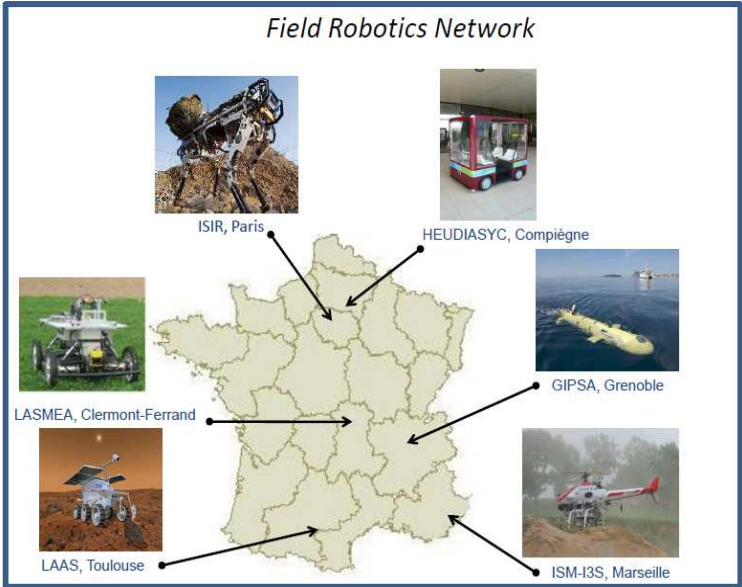 Field Robotics Network
ISIR, Paris
HEUDIASYC, Compiègne
GIPSA, Grenoble
LASMEA, Clermont-Ferrand
LAAS, Toulouse
ISM-I3S, Marseille